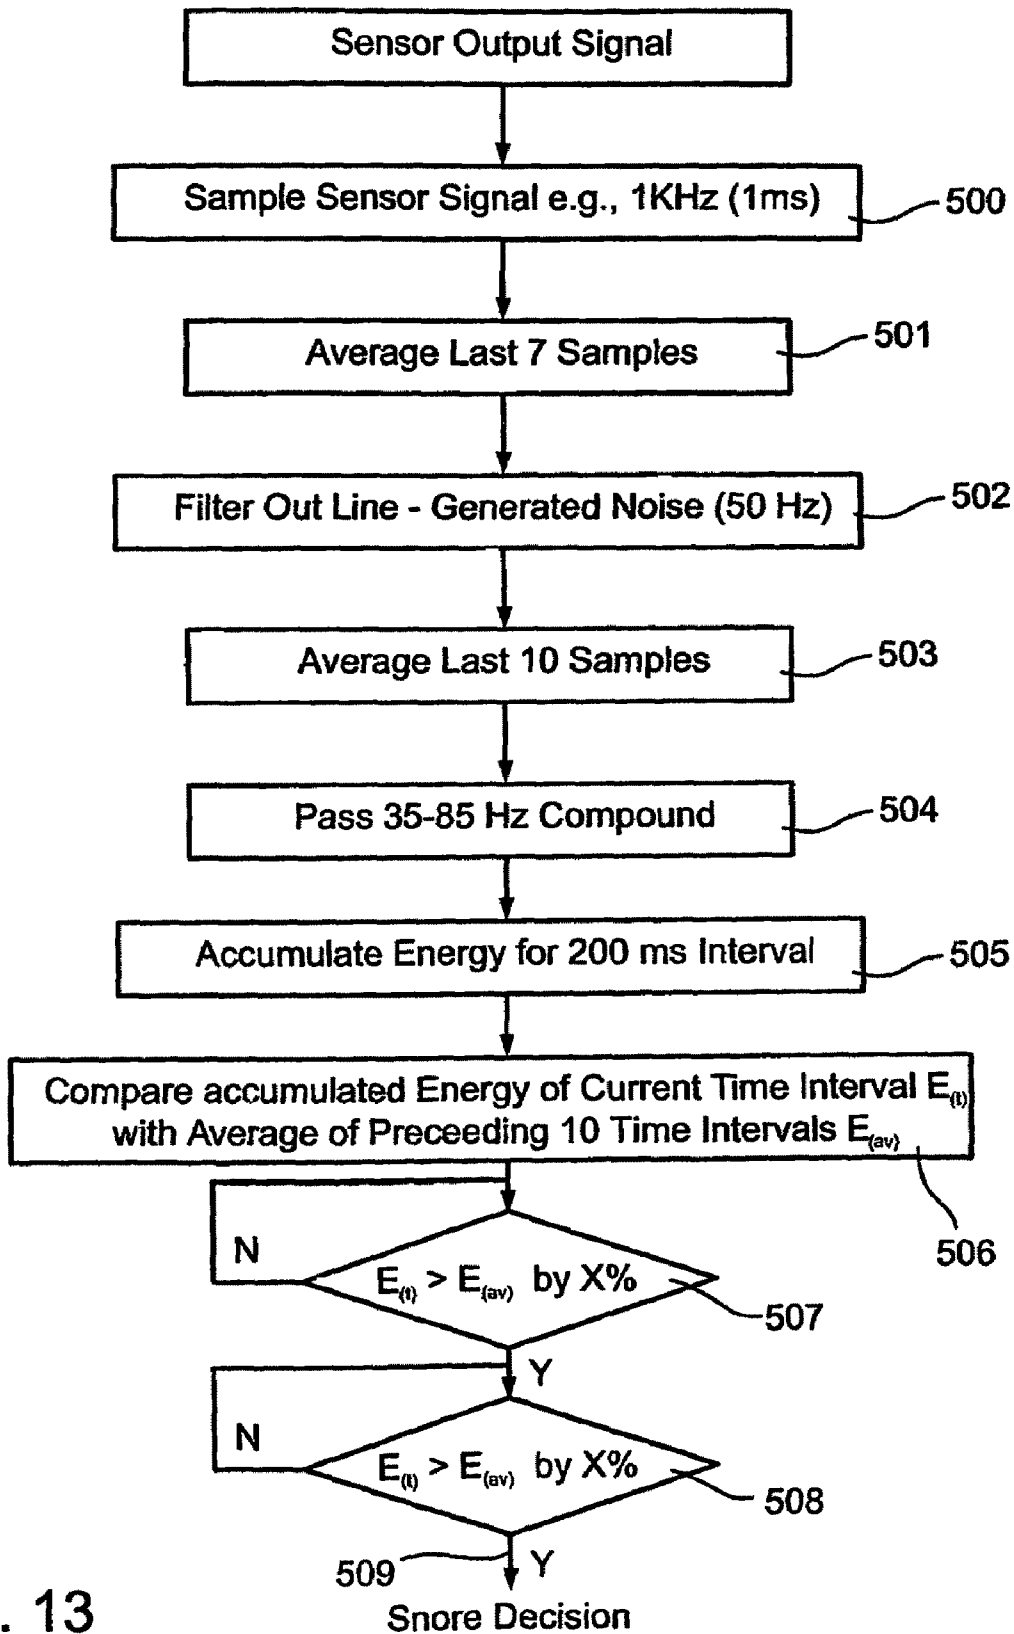 Sensor Output Signal
Sample Sensor Signal e.g., 1KHz (1ms)
500
Average Last 7 Samples
501
Filter Out Line - Generated Noise (50 Hz)
502
Average Last 10 Samples
503
Pass 35-85 Hz Compound
504
Accumulate Energy for 200 ms Interval
505
Compare accumulated Energy of Current Time Interval E(t)
with Average of Preceeding 10 Time Intervals E(av)
506
N
E(t) > E(av) by X%
507
Y
N
E(t) > E(av) by X%
508
509
Y
Snore Decision
. 13